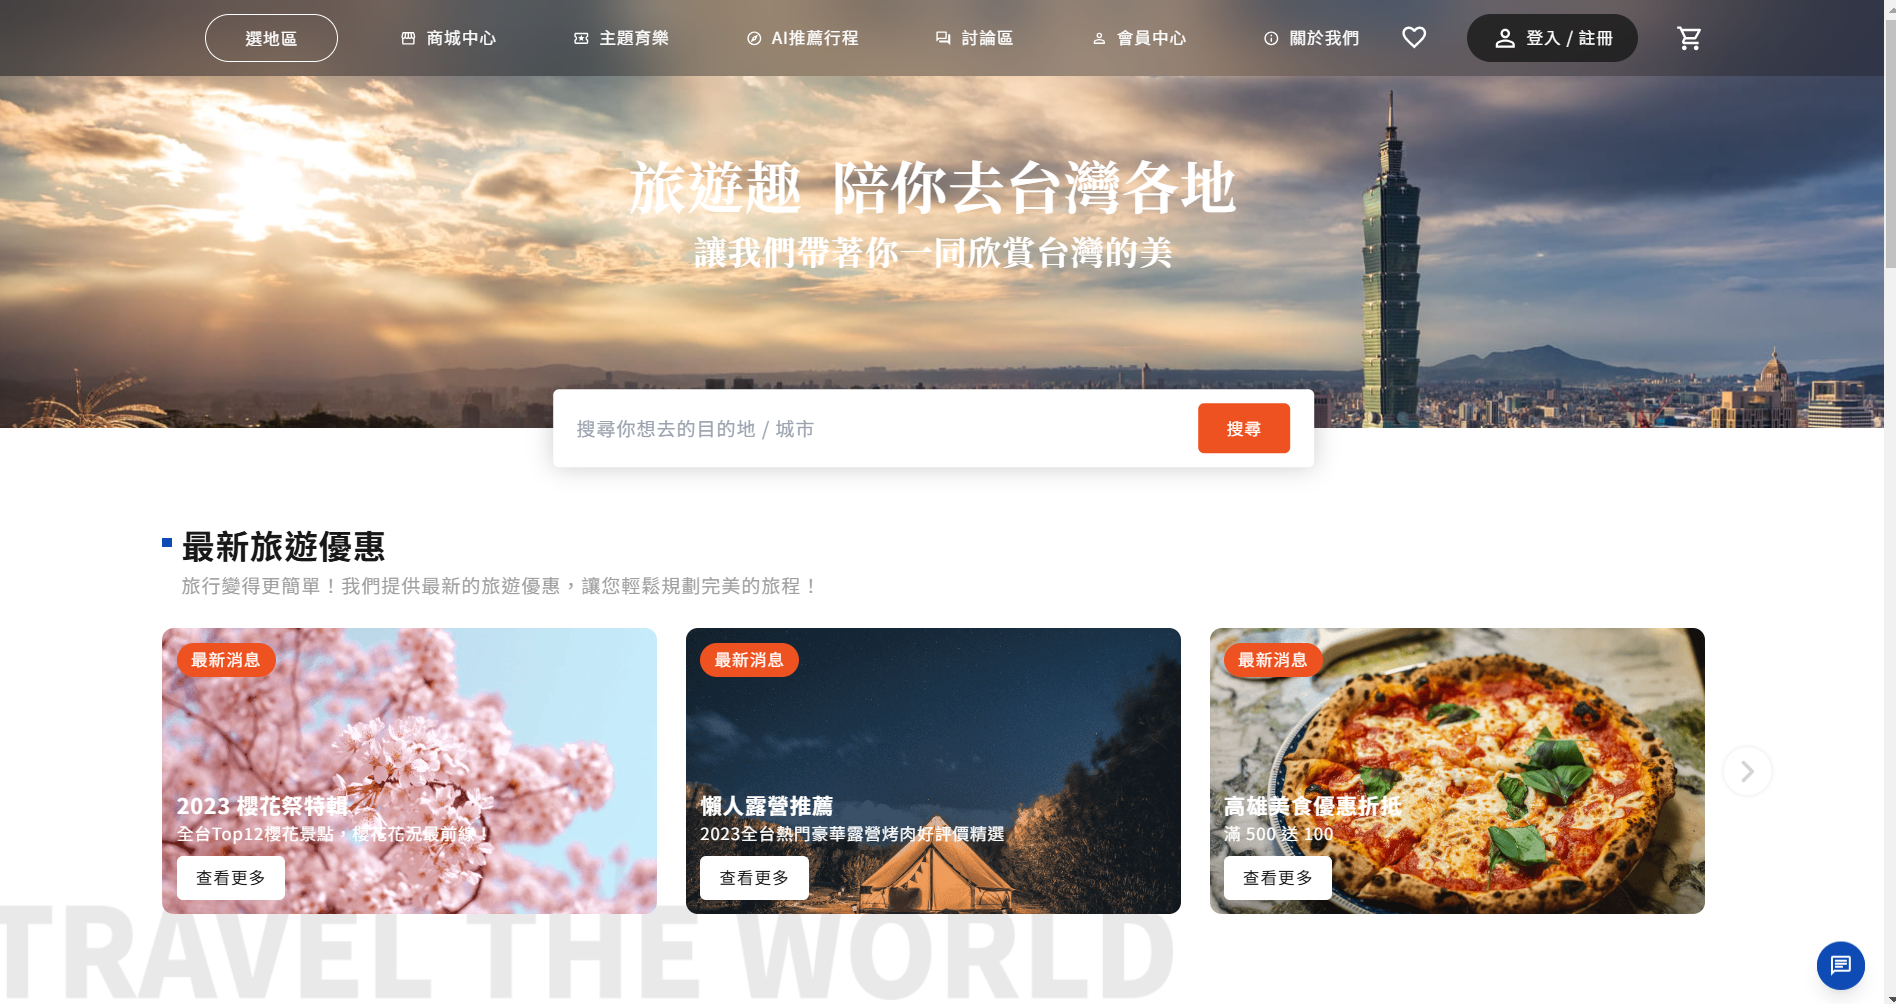 選地區
商城中心
主題育樂
AI推薦行程
討論區
會員中心
關於我們
登入 / 註冊
旅遊趣 陪你去台灣各地
讓我們帶著你一同欣賞台灣的美
搜尋你想去的目的地 / 城市
搜尋
最新旅遊優惠
旅行變得更簡單！我們提供最新的旅遊優惠，讓您輕鬆規劃完美的旅程！
最新消息
2023 櫻花祭特輯
全台Top12櫻花景點，櫻花花況最前線！
查看更多
最新消息
懶人露營推薦
2023全台熱門豪華露營烤肉好評價精選
查看更多
最新消息
高雄美食優惠折抵
滿 500 送 100
查看更多
TRAVEL THE WORLD